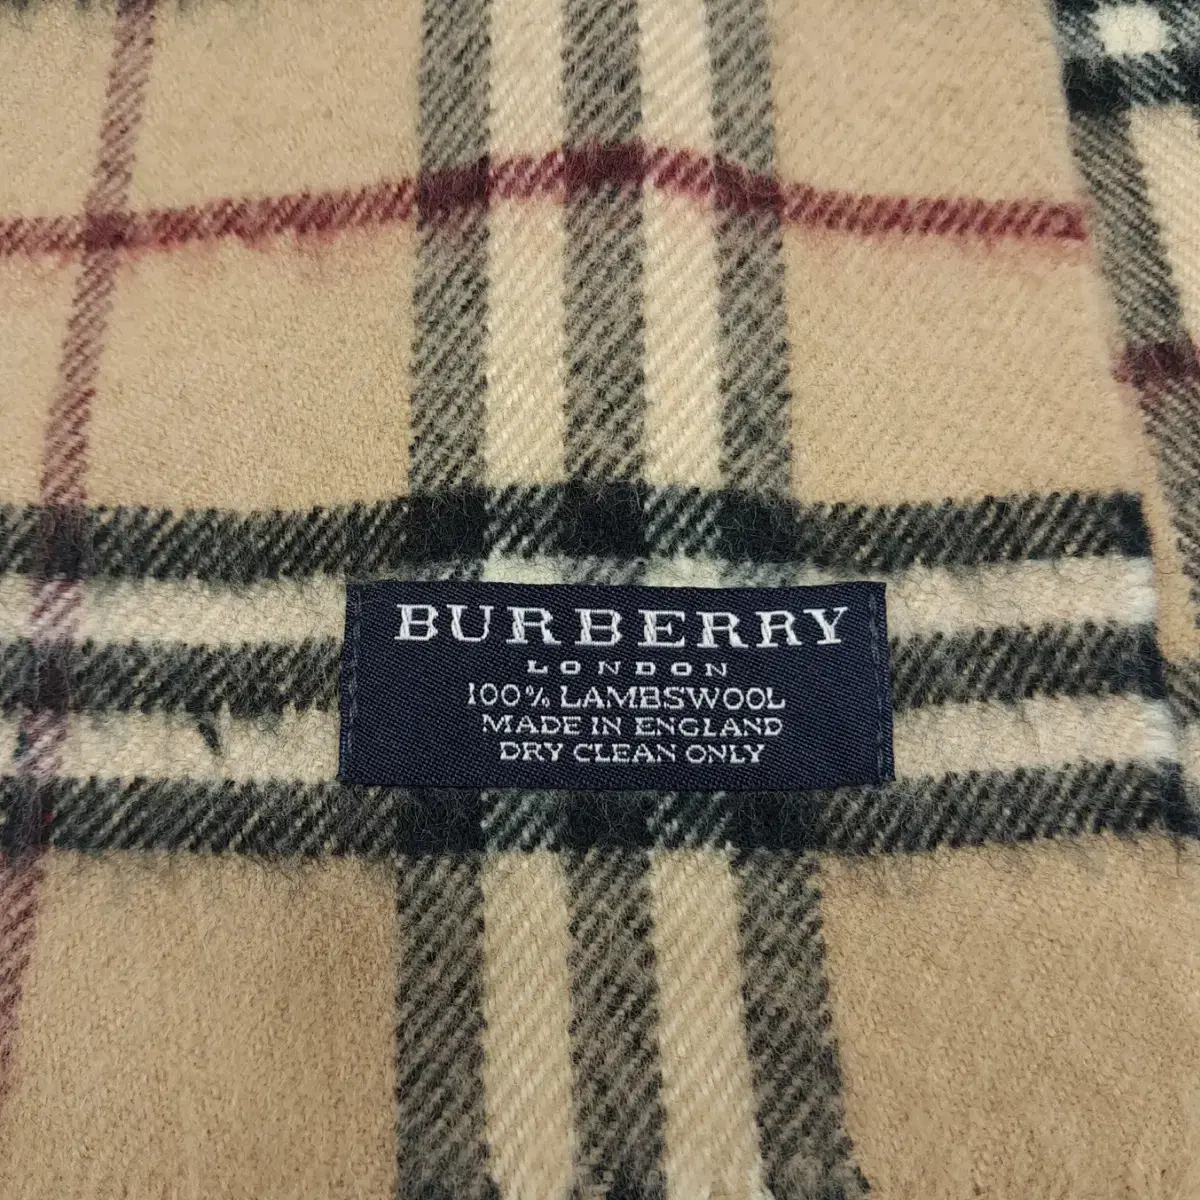 BURBERRY
LONDON
100% LAMBSWOOL
MADE IN ENGLAND
DRY CLEAN ONLY